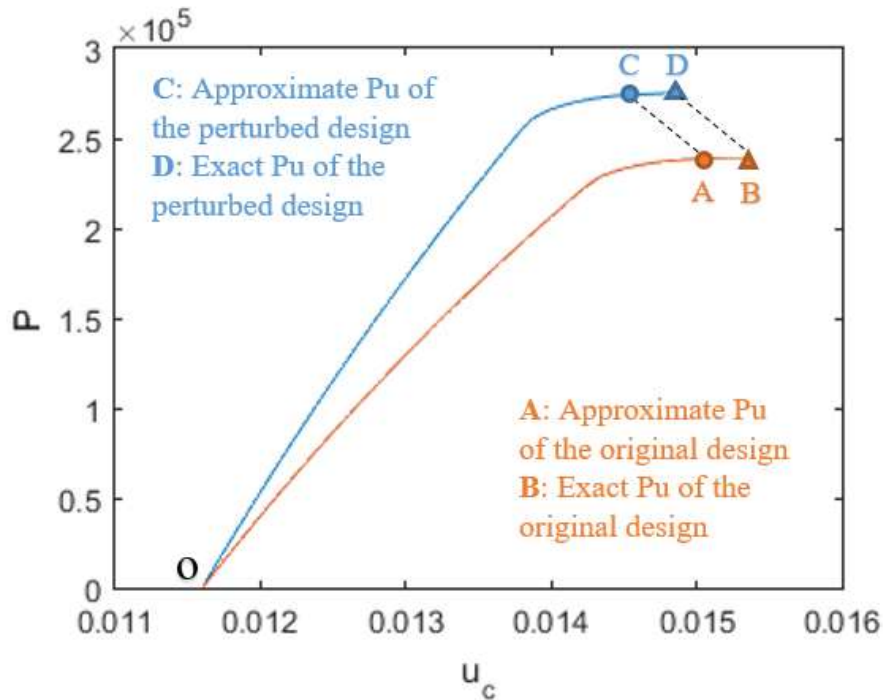 × 10^5
3
2.5
2
1.5
1
0.5
0
P
C: Approximate Pu of
the perturbed design
D: Exact Pu of the
perturbed design
C D
A B
A: Approximate Pu
of the original design
B: Exact Pu of the
original design
O
0.011 0.012 0.013 0.014 0.015 0.016
u_c